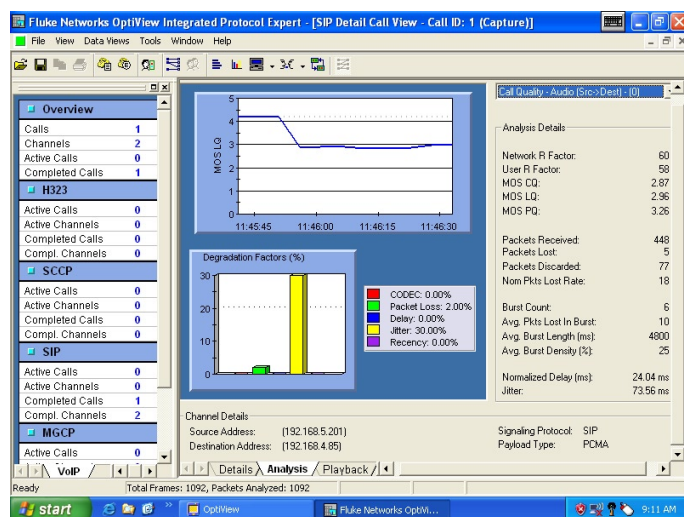 Fluke Networks OptiView Integrated Protocol Expert - [SIP Detail Call View - Call ID: 1 (Capture)]
File View Data Views Tools Window Help
Overview
Calls 1
Channels 2
Active Calls 0
Completed Calls 1
H323
Active Calls 0
Active Channels 0
Completed Calls 0
Compl. Channels 0
SCCP
Active Calls 0
Active Channels 0
Completed Calls 0
Compl. Channels 0
SIP
Active Calls 0
Active Channels 0
Completed Calls 1
Compl. Channels 2
MGCP
Active Calls 0
VoIP
MOS LQ
5
4
3
2
1
0
11:45:45 11:46:00 11:46:15 11:46:30
Degradation Factors (%)
30
20
10
0
CODEC: 0.00%
Packet Loss: 2.00%
Delay: 0.00%
Jitter: 30.00%
Recency: 0.00%
Call Quality - Audio (Src->Dest) - (0)
Analysis Details
Network R Factor: 60
User R Factor: 58
MOS CQ: 2.87
MOS LQ: 2.96
MOS PQ: 3.26
Packets Received: 448
Packets Lost: 5
Packets Discarded: 77
Nom Pkts Lost Rate: 18
Burst Count: 6
Avg. Pkts Lost In Burst: 10
Avg. Burst Length (ms): 4800
Avg. Burst Density (%): 25
Normalized Delay (ms): 24.04 ms
Jitter: 73.56 ms
Channel Details
Source Address: (192.168.5.201)
Destination Address: (192.168.4.85)
Signaling Protocol: SIP
Payload Type: PCMA
Details Analysis Playback
Ready Total Frames: 1092, Packets Analyzed: 1092
start OptiView Fluke Networks OptiVi... 9:11 AM